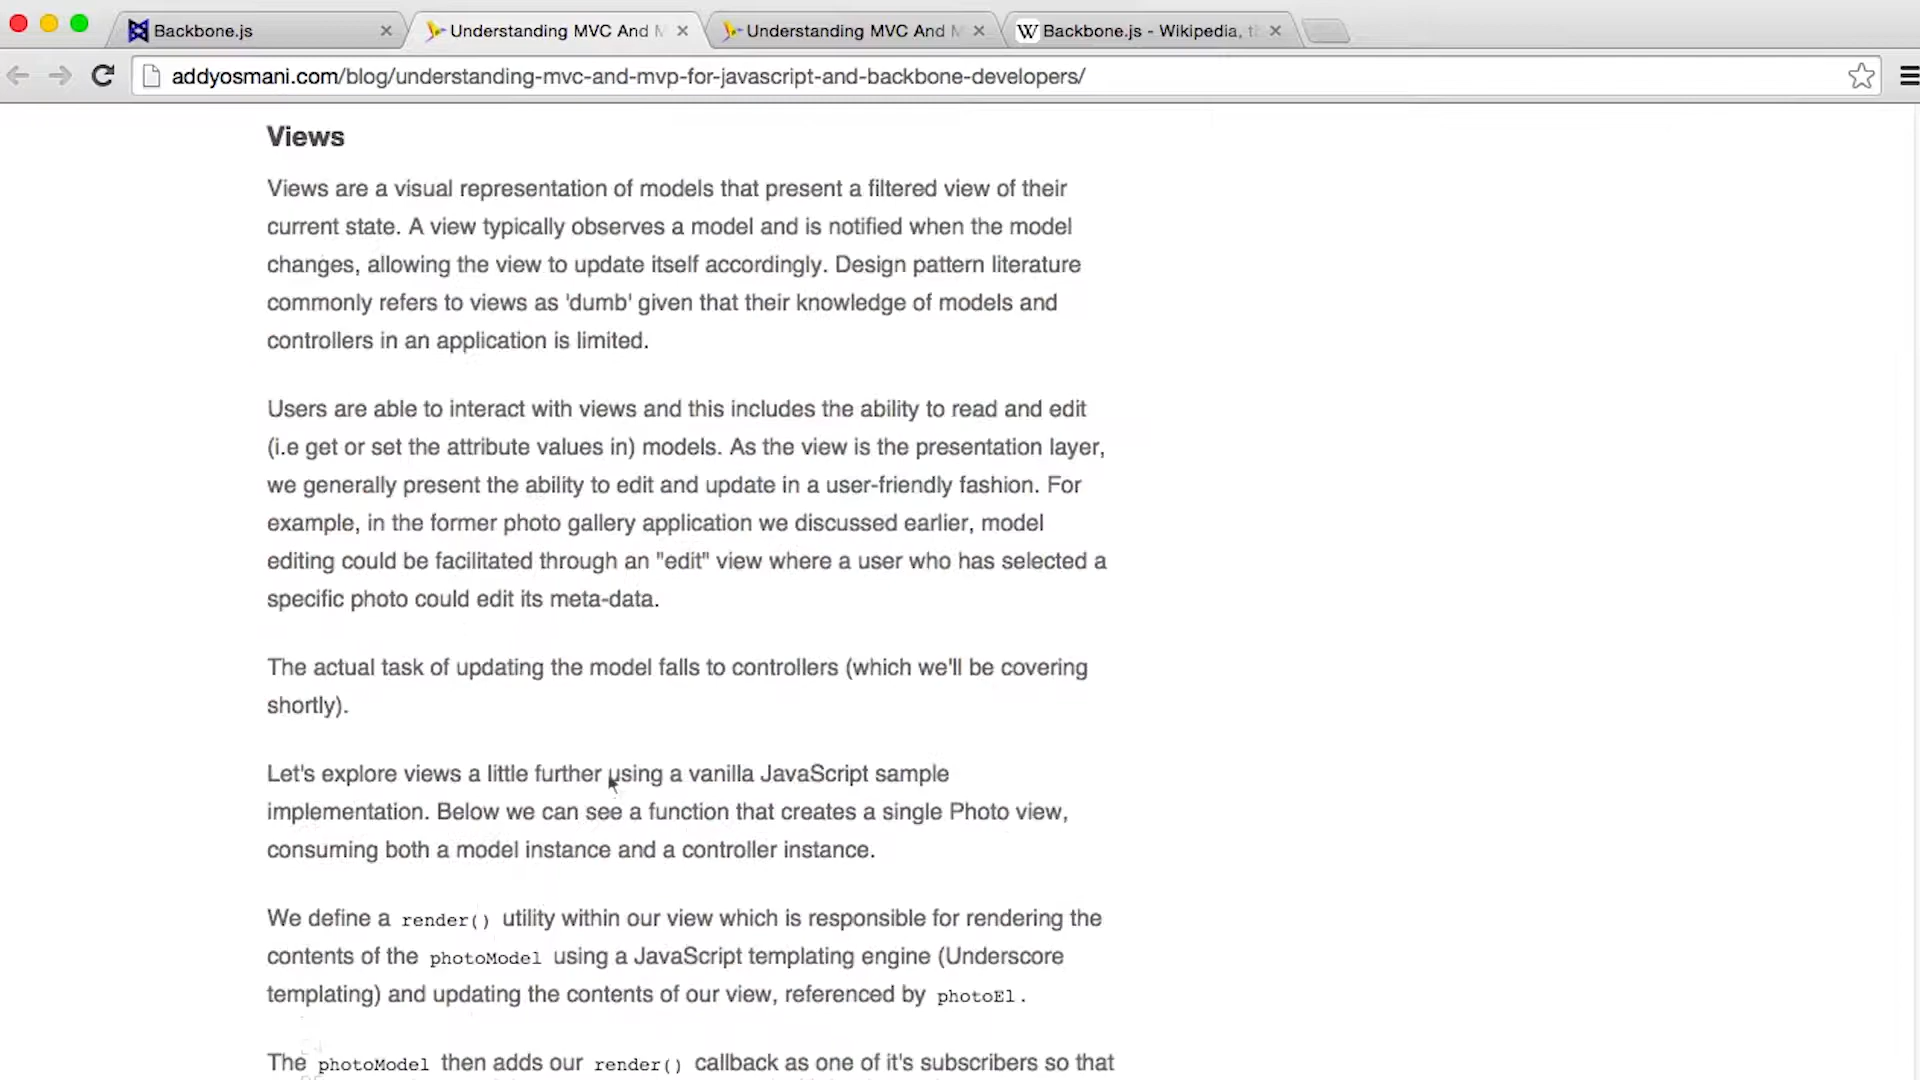 Backbone.js
Understanding MVC And M
Understanding MVC And M
W Backbone.js - Wikipedia, t
addyosmani.com/blog/understanding-mvc-and-mvp-for-javascript-and-backbone-developers/
Views
Views are a visual representation of models that present a filtered view of their
current state. A view typically observes a model and is notified when the model
changes, allowing the view to update itself accordingly. Design pattern literature
commonly refers to views as 'dumb' given that their knowledge of models and
controllers in an application is limited.
Users are able to interact with views and this includes the ability to read and edit
(i.e get or set the attribute values in) models. As the view is the presentation layer,
we generally present the ability to edit and update in a user-friendly fashion. For
example, in the former photo gallery application we discussed earlier, model
editing could be facilitated through an "edit" view where a user who has selected a
specific photo could edit its meta-data.
The actual task of updating the model falls to controllers (which we'll be covering
shortly).
Let's explore views a little further using a vanilla JavaScript sample
implementation. Below we can see a function that creates a single Photo view,
consuming both a model instance and a controller instance.
We define a render() utility within our view which is responsible for rendering the
contents of the photoModel using a JavaScript templating engine (Underscore
templating) and updating the contents of our view, referenced by photoEl.
The photoModel then adds our render() callback as one of it's subscribers so that